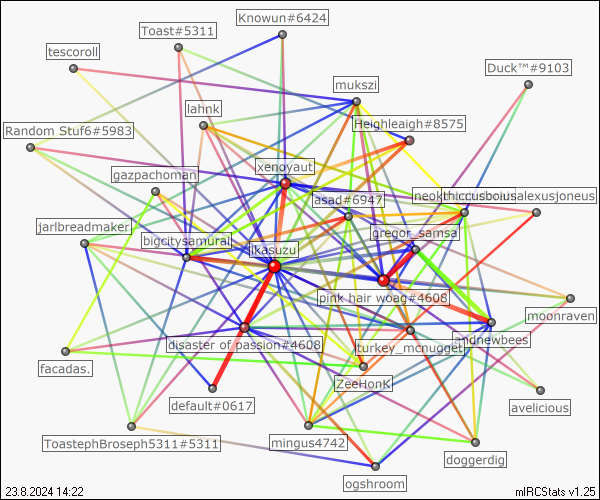 Knowun#6424
Toast#5311
tescoroll
Duck™#9103
mukszi
lahnk
Heighleaigh#8575
Random Stuf6#5983
xenoyaut
gazpachoman
asad#6947
jarlbreadmaker
bigcitysamurai
gregor_samsa
ikasuzu
pink hair woag#4608
moonraven
disaster of passion#4608
turkey_mcnugget
andnewbees
facadas.
ZeeHonK
default#0617
avelicious
ToastephBroseph5311#5311
mingus4742
doggerdig
ogshroom
23.8.2024 14:22
mIRCStats v1.25